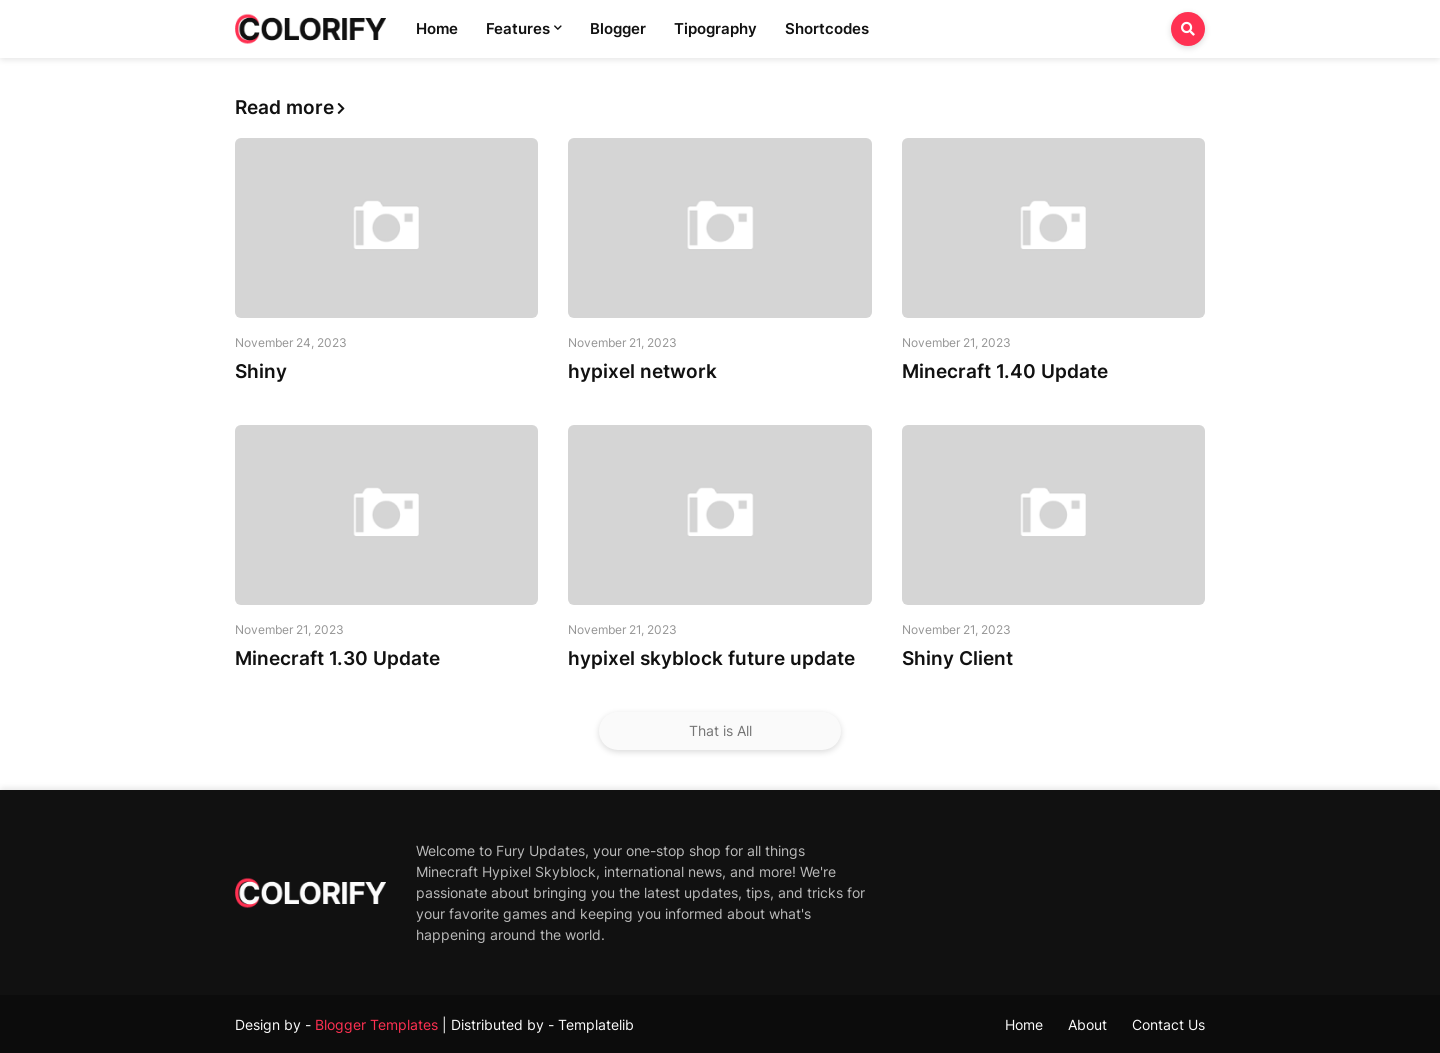 COLORIFY
Home
Features
Blogger
Tipography
Shortcodes
Read more
November 24, 2023
Shiny
November 21, 2023
hypixel network
November 21, 2023
Minecraft 1.40 Update
November 21, 2023
Minecraft 1.30 Update
November 21, 2023
hypixel skyblock future update
November 21, 2023
Shiny Client
That is All
COLORIFY
Welcome to Fury Updates, your one-stop shop for all things
Minecraft Hypixel Skyblock, international news, and more! We're
passionate about bringing you the latest updates, tips, and tricks for
your favorite games and keeping you informed about what's
happening around the world.
Design by - Blogger Templates | Distributed by - Templatelib
Home
About
Contact Us